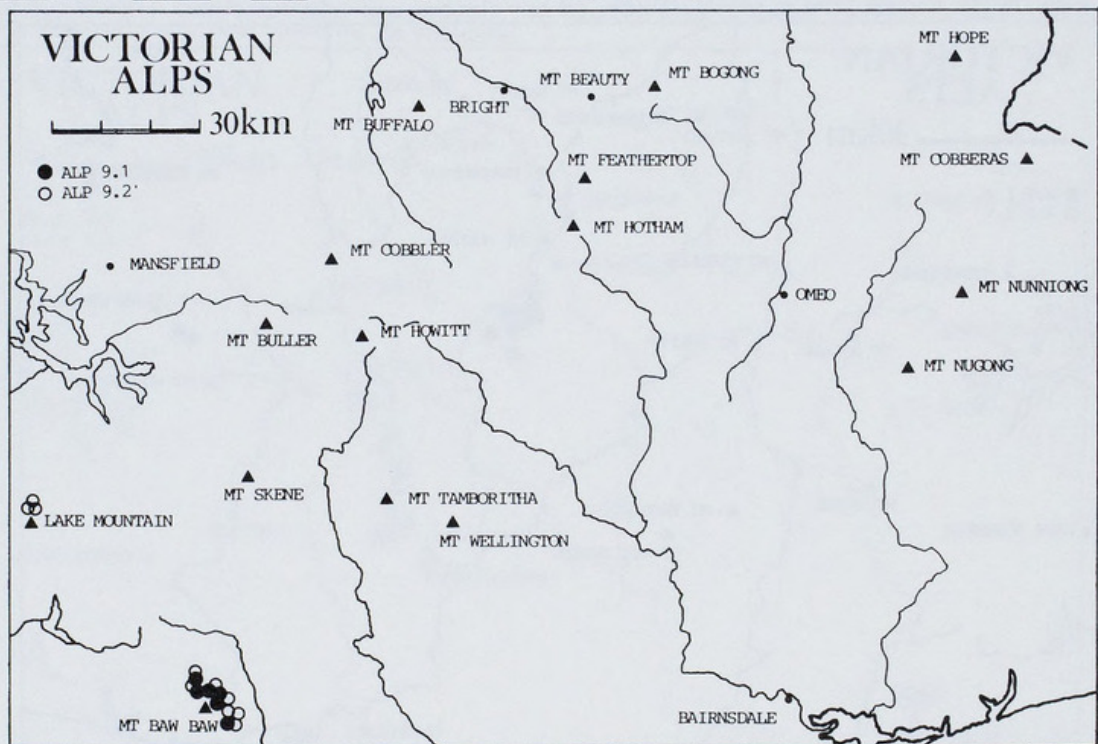 VICTORIAN
ALPS
30km
ALP 9.1
ALP 9.2'
MT HOPE
MT BEAUTY
MT BOGONG
BRIGHT
MT BUFFALO
MT FEATHERTOP
MT COBBERAS
MT HOTHAM
MT COBBLER
MANSFIELD
OMEO
MT NUNNIONG
MT BULLER
MT HOWITT
MT NUGONG
MT SKENE
MT TAMBORITHA
LAKE MOUNTAIN
MT WELLINGTON
MT BAW BAW
BAIRNSDALE